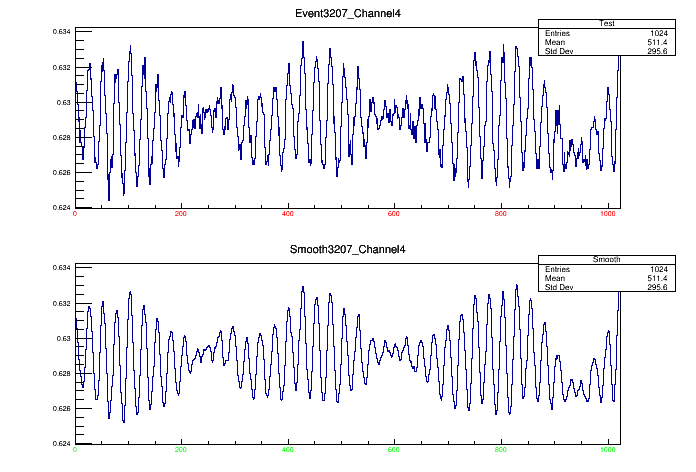 Event3207_Channel4
Test
Entries 1024
Mean 511.4
Std Dev 295.6
0.634
0.632
0.63
0.628
0.626
0.624
0 200 400 600 800 1000
Smooth3207_Channel4
Smooth
Entries 1024
Mean 511.4
Std Dev 295.6
0.634
0.632
0.63
0.628
0.626
0.624
0 200 400 600 800 1000